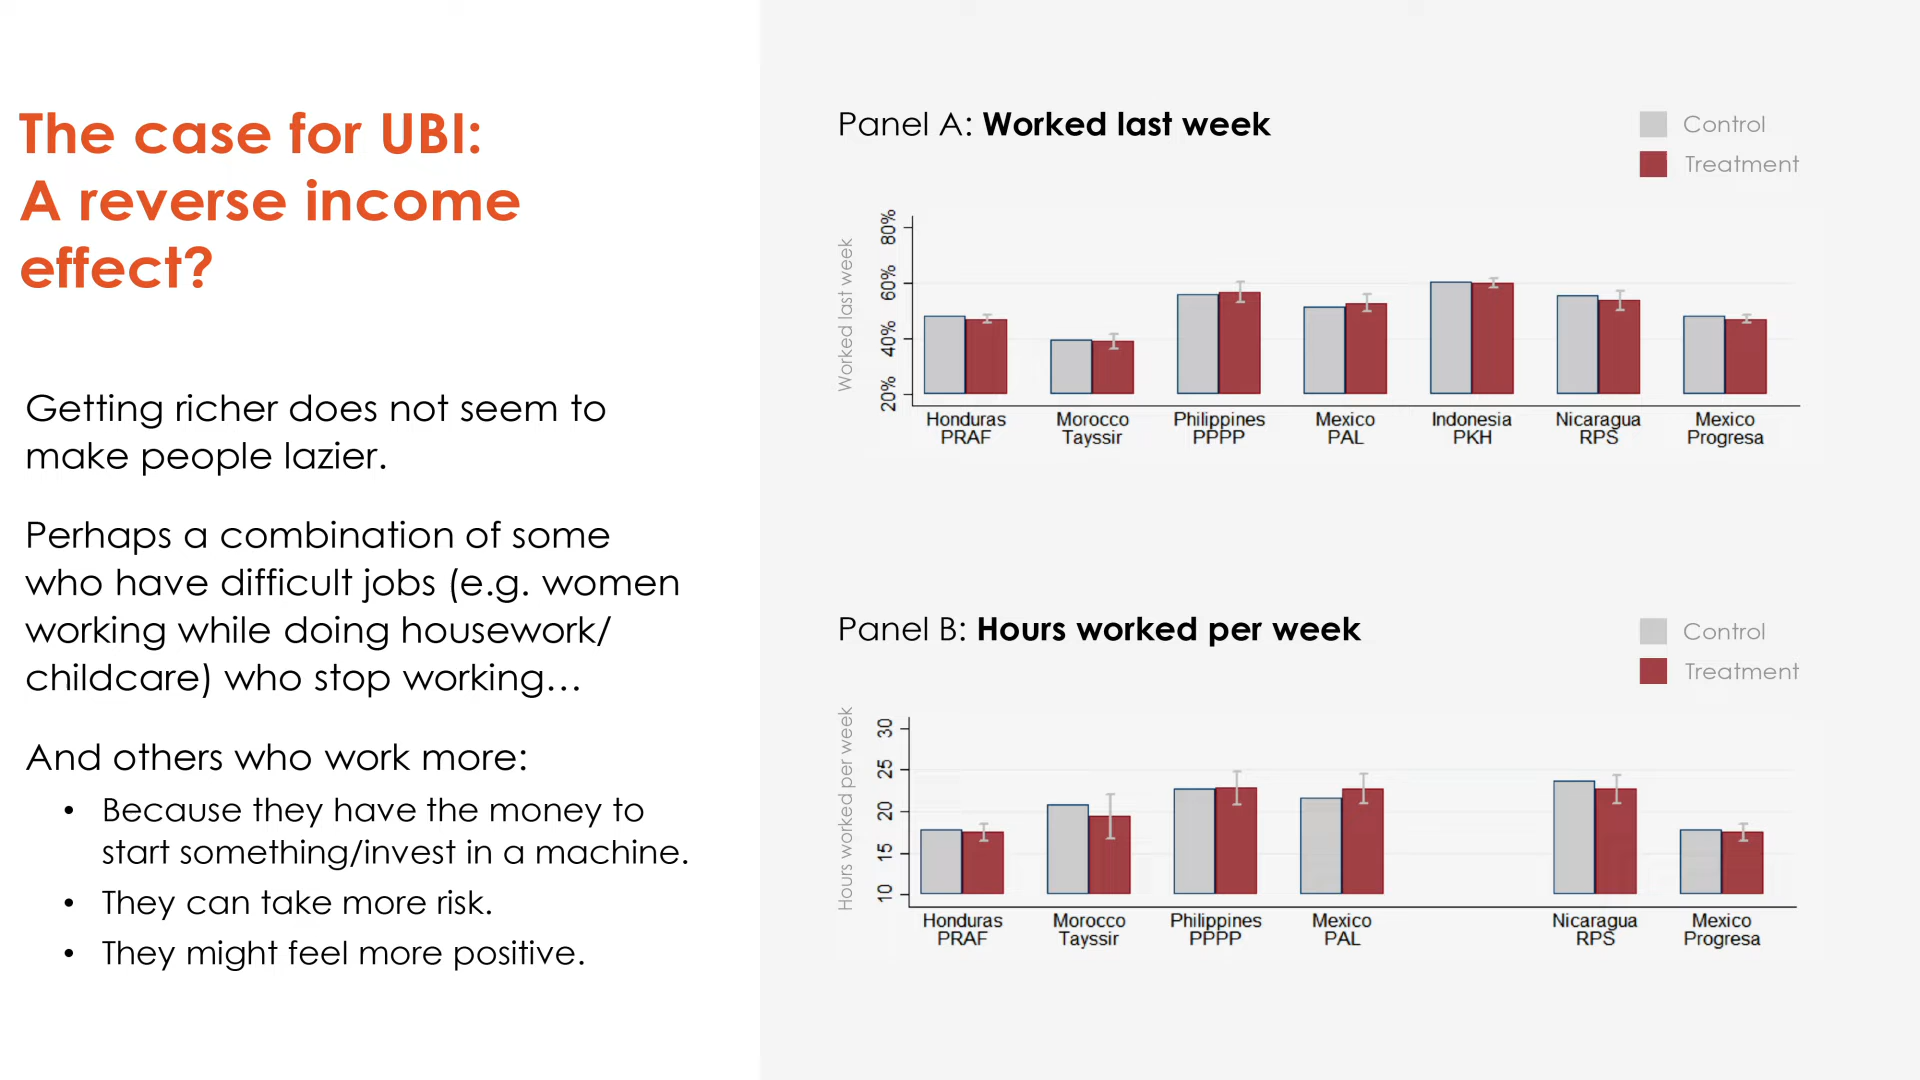 The case for UBI:
A reverse income
effect?
Getting richer does not seem to
make people lazier.
Perhaps a combination of some
who have difficult jobs (e.g. women
working while doing housework/
childcare) who stop working…
And others who work more:
• Because they have the money to
start something/invest in a machine.
• They can take more risk.
• They might feel more positive.
Panel A: Worked last week
Control
Treatment
Worked last week
80%
60%
40%
20%
Honduras PRAF
Morocco Tayssir
Philippines PPPP
Mexico PAL
Indonesia PKH
Nicaragua RPS
Mexico Progresa
Panel B: Hours worked per week
Control
Treatment
Hours worked per week
30
25
20
15
10
Honduras PRAF
Morocco Tayssir
Philippines PPPP
Mexico PAL
Nicaragua RPS
Mexico Progresa